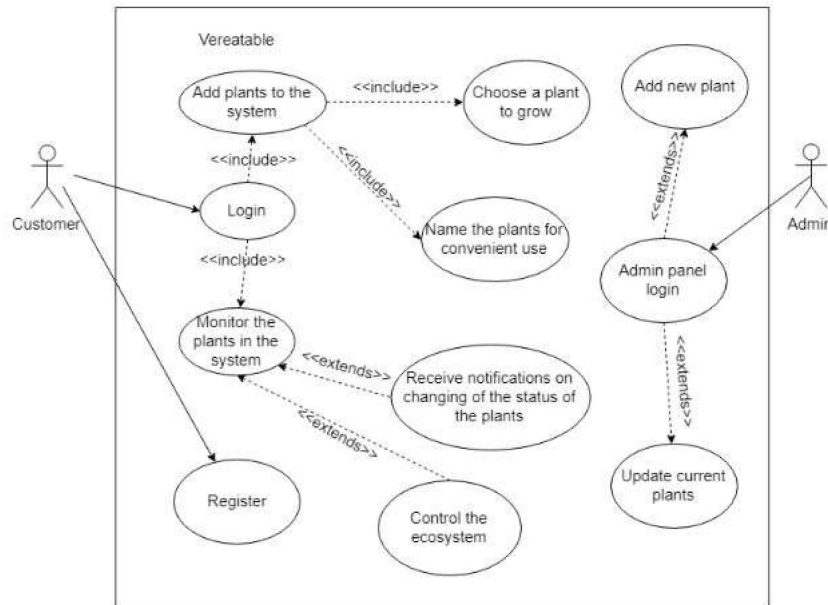 Vereatable
Add plants to the
system
<<include>>
Choose a plant
to grow
Add new plant
<<include>>
<<include>>
<<extends>>
Customer
Login
Name the plants for
convenient use
Admin
<<include>>
Admin panel
login
Monitor the
plants in the
system
<<extends>>
Receive notifications on
changing of the status of
the plants
<<extends>>
<<extends>>
Register
Control the
ecosystem
Update current
plants